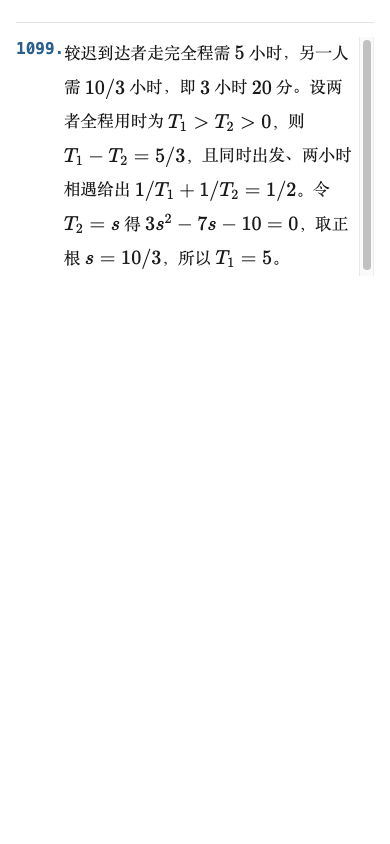 1099. 较迟到达者走完全程需 5 小时，另一人
需 10/3 小时，即 3 小时 20 分。设两
者全程用时为 T₁ > T₂ > 0，则
T₁ − T₂ = 5/3，且同时出发、两小时
相遇给出 1/T₁ + 1/T₂ = 1/2。令
T₂ = s 得 3s² − 7s − 10 = 0，取正
根 s = 10/3，所以 T₁ = 5。